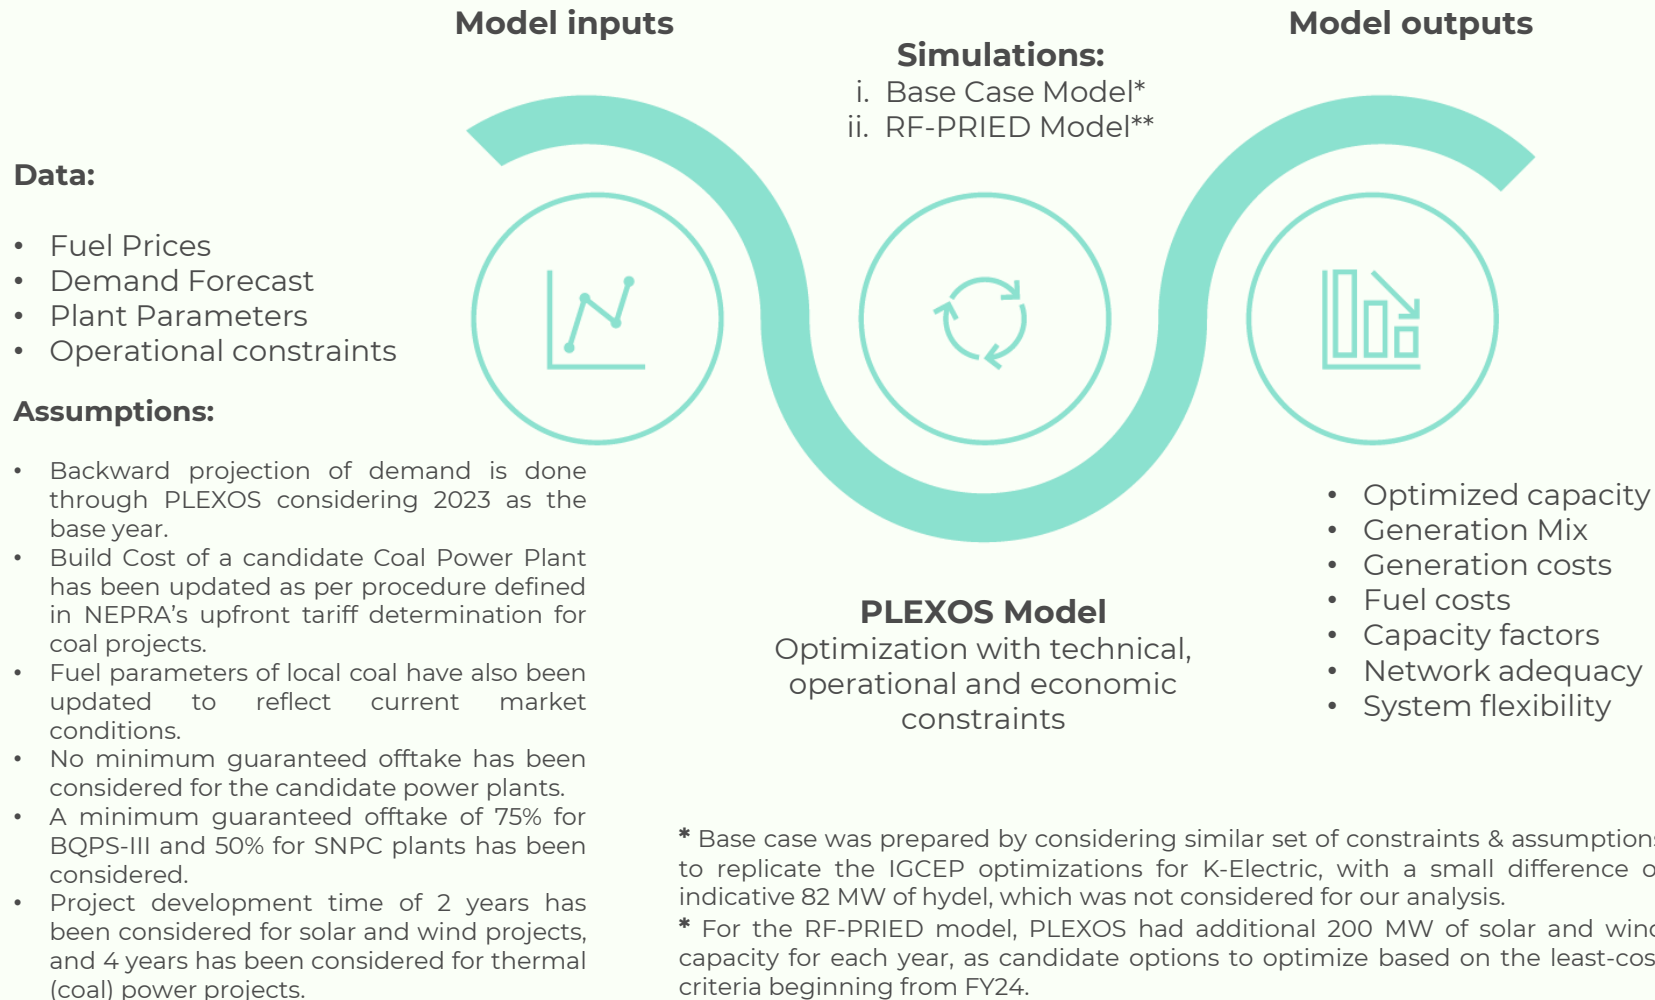 Model inputs
Simulations:
i. Base Case Model*
ii. RF-PRIED Model**
Model outputs
Data:
• Fuel Prices
• Demand Forecast
• Plant Parameters
• Operational constraints
Assumptions:
• Backward projection of demand is done
through PLEXOS considering 2023 as the
base year.
• Build Cost of a candidate Coal Power Plant
has been updated as per procedure defined
in NEPRA's upfront tariff determination for
coal projects.
• Fuel parameters of local coal have also been
updated to reflect current market
conditions.
• No minimum guaranteed offtake has been
considered for the candidate power plants.
• A minimum guaranteed offtake of 75% for
BQPS-III and 50% for SNPC plants has been
considered.
• Project development time of 2 years has
been considered for solar and wind projects,
and 4 years has been considered for thermal
(coal) power projects.
PLEXOS Model
Optimization with technical,
operational and economic
constraints
• Optimized capacity
• Generation Mix
• Generation costs
• Fuel costs
• Capacity factors
• Network adequacy
• System flexibility
* Base case was prepared by considering similar set of constraints & assumptions
to replicate the IGCEP optimizations for K-Electric, with a small difference o
indicative 82 MW of hydel, which was not considered for our analysis.
* For the RF-PRIED model, PLEXOS had additional 200 MW of solar and wind
capacity for each year, as candidate options to optimize based on the least-cos
criteria beginning from FY24.